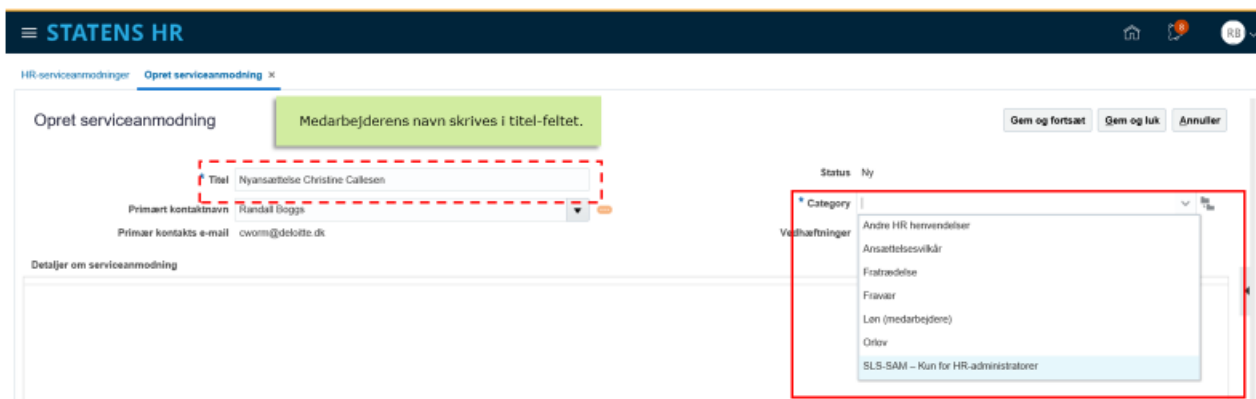 STATENS HR
8
RB
HR-serviceanmodninger Opret serviceanmodning ×
Opret serviceanmodning
Medarbejderens navn skrives i titel-feltet.
Gem og fortsæt Gem og luk Annuller
* Titel Nyansættelse Christine Callesen
Status Ny
Primært kontaktnavn Randall Boggs
* Category
Primær kontakts e-mail cworm@deloitte.dk
Vedhæftninger
Andre HR henvendelser
Ansættelsesvilkår
Fratrædelse
Fravær
Løn (medarbejdere)
Orlov
SLS-SAM – Kun for HR-administratorer
Detaljer om serviceanmodning